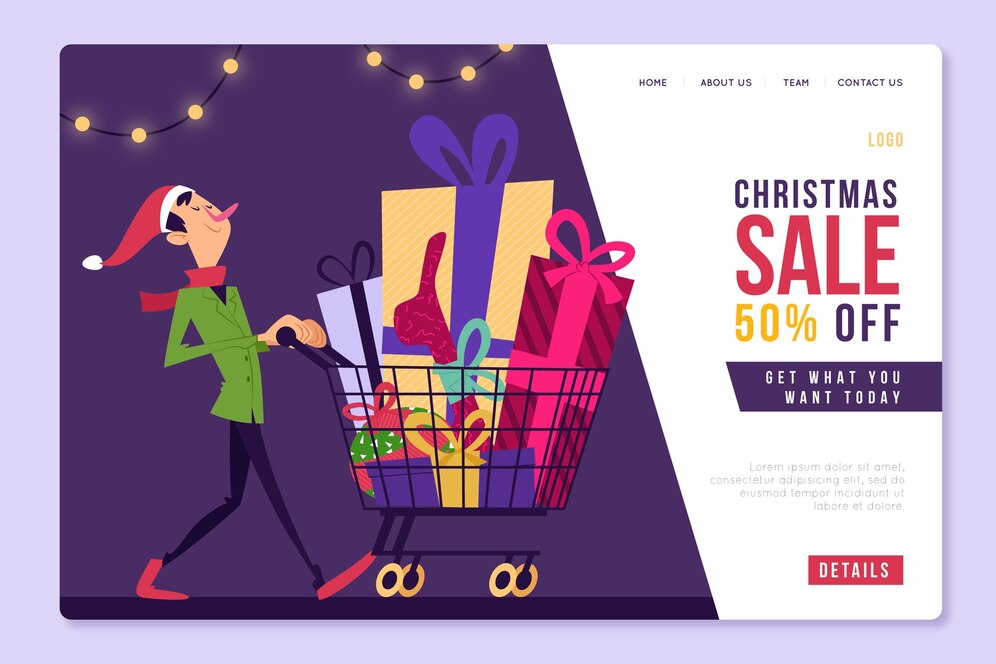 HOME
ABOUT US
TEAM
CONTACT US
LOGO
CHRISTMAS
SALE
50% OFF
GET WHAT YOU
WANT TODAY
Lorem ipsum dolor sit amet,
consectetur adipisicing elit, sed do
eiusmod tempor incididunt ut
labore et dolore.
DETAILS